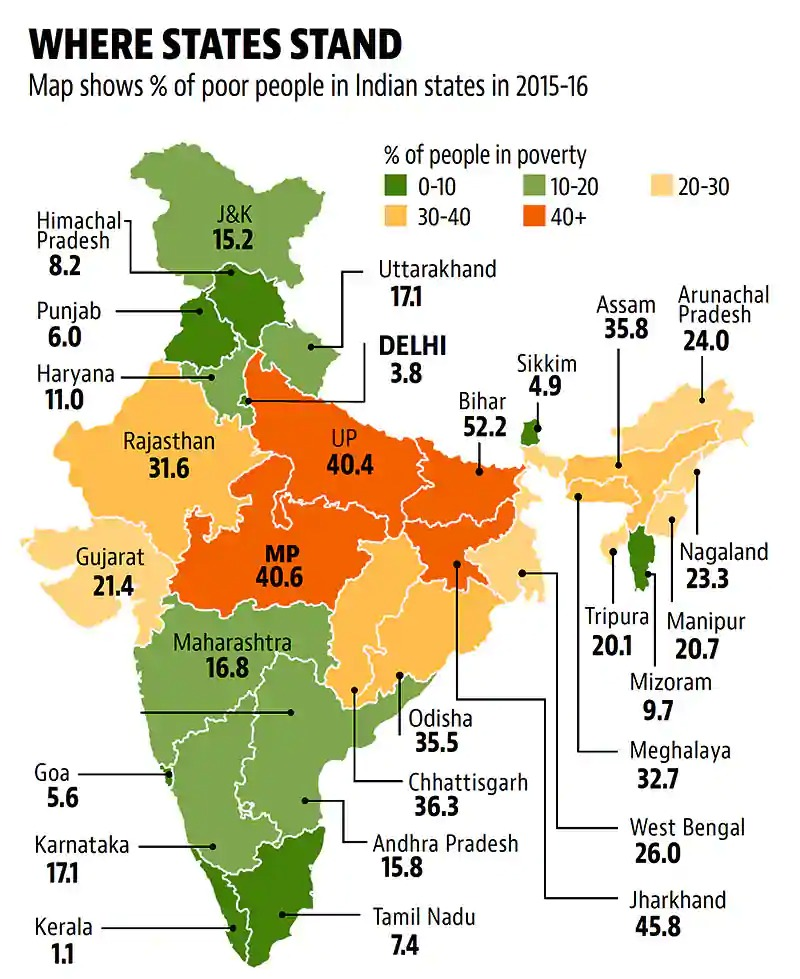 WHERE STATES STAND
Map shows % of poor people in Indian states in 2015-16
% of people in poverty
0-10
10-20
20-30
30-40
40+
J&K
15.2
Himachal
Pradesh
8.2
Uttarakhand
17.1
Punjab
6.0
DELHI
3.8
Haryana
11.0
Assam
35.8
Arunachal
Pradesh
24.0
Sikkim
4.9
Bihar
52.2
Rajasthan
31.6
UP
40.4
Gujarat
21.4
MP
40.6
Nagaland
23.3
Tripura
20.1
Manipur
20.7
Maharashtra
16.8
Mizoram
9.7
Odisha
35.5
Meghalaya
32.7
Goa
5.6
Chhattisgarh
36.3
West Bengal
26.0
Karnataka
17.1
Andhra Pradesh
15.8
Jharkhand
45.8
Kerala
1.1
Tamil Nadu
7.4